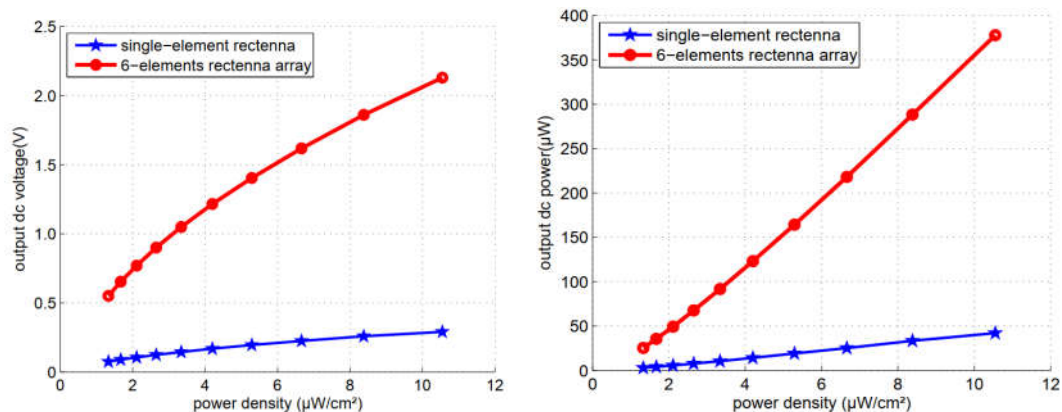 2.5
2.0
1.5
1.0
0.5
0
output dc voltage(V)
single−element rectenna
6−elements rectenna array
0 2 4 6 8 10 12
power density (μW/cm²)
400
350
300
250
200
150
100
50
0
output dc power(μW)
single−element rectenna
6−elements rectenna array
0 2 4 6 8 10 12
power density (μW/cm²)